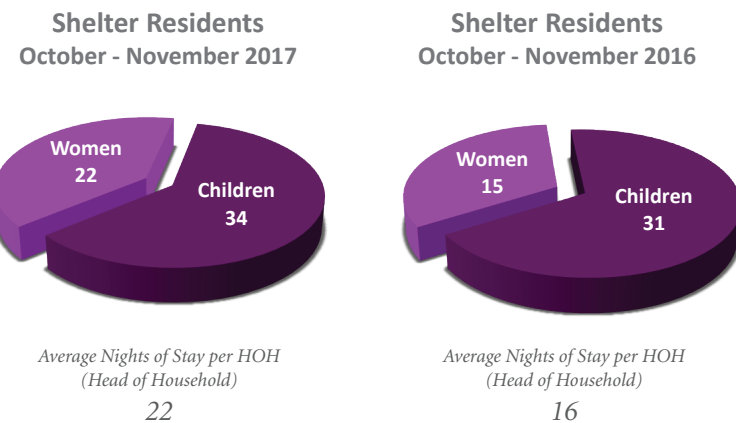 Shelter Residents
October - November 2017
Women
22
Children
34
Average Nights of Stay per HOH
(Head of Household)
22
Shelter Residents
October - November 2016
Women
15
Children
31
Average Nights of Stay per HOH
(Head of Household)
16